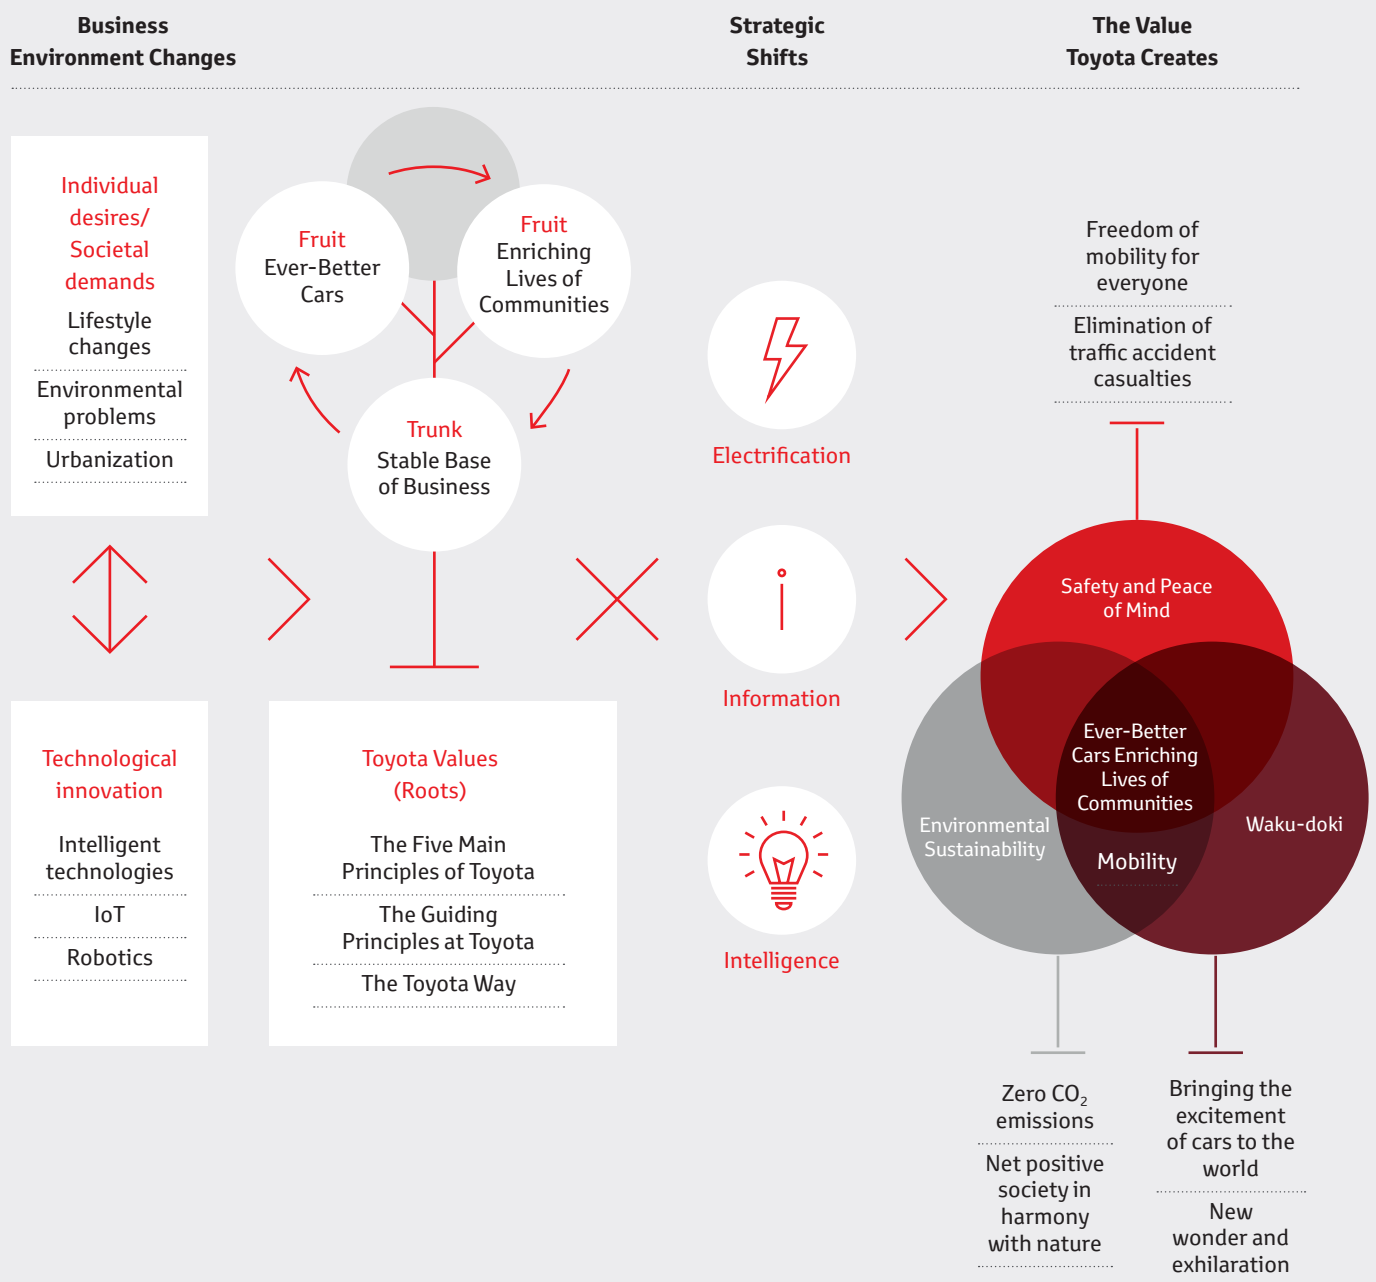 Business
Environment Changes
Strategic
Shifts
The Value
Toyota Creates
Individual
desires/
Societal
demands
Lifestyle
changes
Environmental
problems
Urbanization
Technological
innovation
Intelligent
technologies
IoT
Robotics
Fruit
Ever-Better
Cars
Fruit
Enriching
Lives of
Communities
Trunk
Stable Base
of Business
Toyota Values
(Roots)
The Five Main
Principles of Toyota
The Guiding
Principles at Toyota
The Toyota Way
Electrification
Information
Intelligence
Freedom of
mobility for
everyone
Elimination of
traffic accident
casualties
Safety and Peace
of Mind
Ever-Better
Cars Enriching
Lives of
Communities
Environmental
Sustainability
Mobility
Waku-doki
Zero CO₂
emissions
Net positive
society in
harmony
with nature
Bringing the
excitement
of cars to the
world
New
wonder and
exhilaration